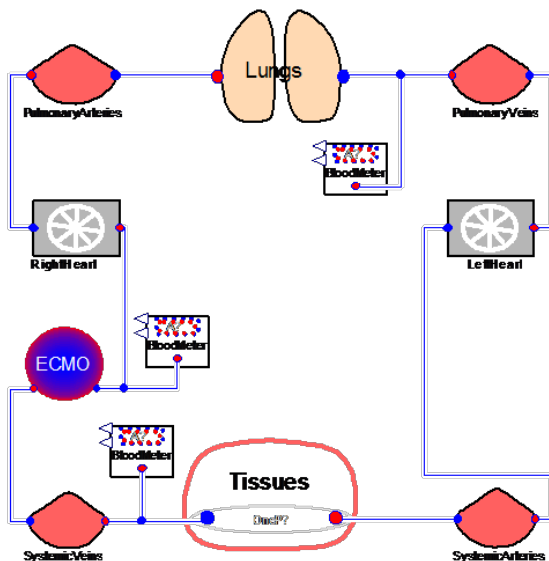 Lungs
PulmonaryArteries
PulmonaryVeins
BloodMeter
RightHeart
LeftHeart
BloodMeter
ECMO
BloodMeter
Tissues
SystemicVeins
SystemicArteries